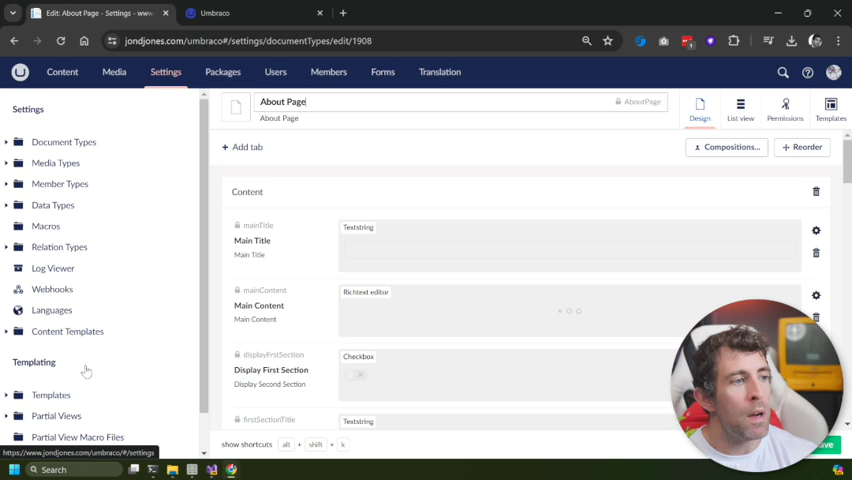 Edit: About Page - Settings - www
Umbraco
jondjones.com/umbraco#/settings/documentTypes/edit/1908
Content
Media
Settings
Packages
Users
Members
Forms
Translation
Settings
Document Types
Media Types
Member Types
Data Types
Macros
Relation Types
Log Viewer
Webhooks
Languages
Content Templates
Templating
Templates
Partial Views
Partial View Macro Files
https://www.jondjones.com/umbraco/#/settings
About Page
AboutPage
About Page
Design
List view
Permissions
Templates
Add tab
Compositions...
Reorder
Content
mainTitle
Main Title
Main Title
Textstring
mainContent
Main Content
Main Content
Richtext editor
displayFrstSection
Display First Section
Display Second Section
Checkbox
firstSectionTitle
Textstring
show shortcuts alt + shift + k
Search